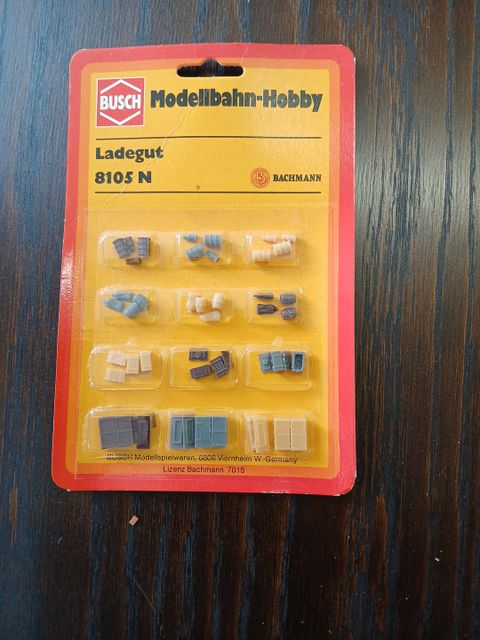 BUSCH
Modellbahn-Hobby
Ladegut
8105 N
BACHMANN
BUSCH Modellspielwaren, 6806 Viernheim W. Germany
Lizenz Bachmann 7015